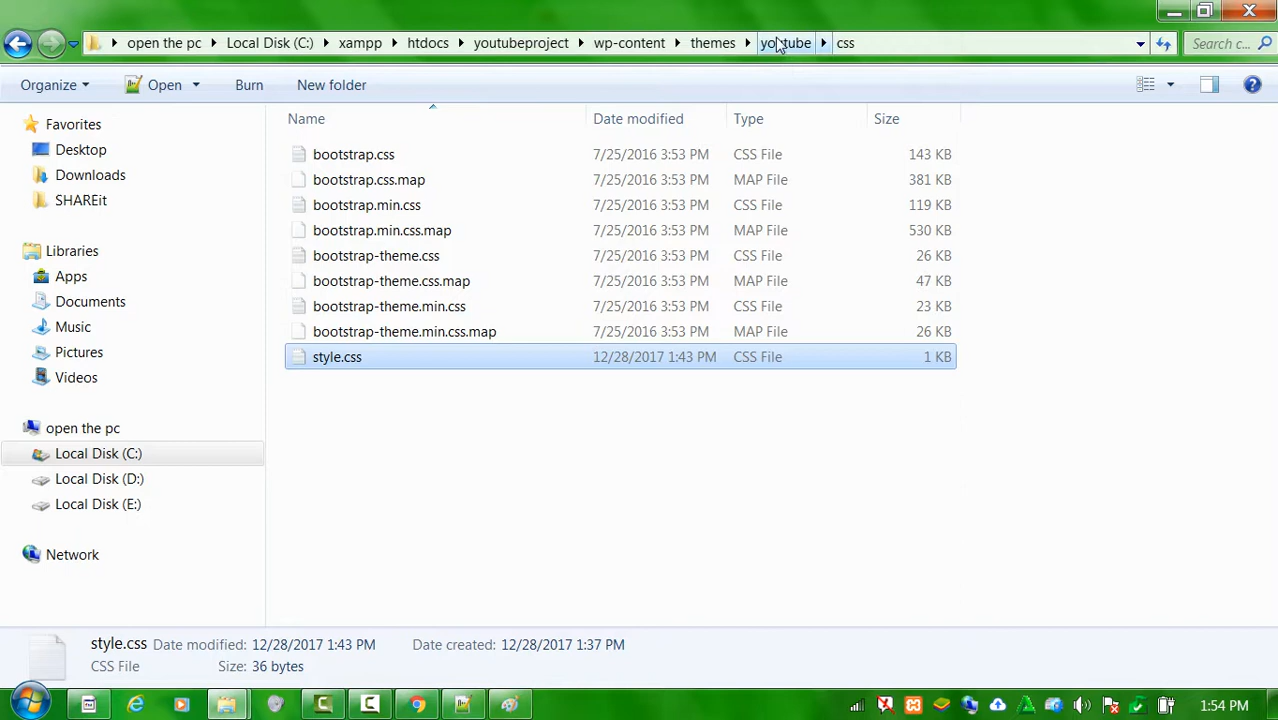 open the pc Local Disk (C:) xampp htdocs youtubeproject wp-content themes youtube css Search c...
Organize Open Burn New folder
Favorites
Desktop
Downloads
SHAREit
Libraries
Apps
Documents
Music
Pictures
Videos
open the pc
Local Disk (C:)
Local Disk (D:)
Local Disk (E:)
Network
Name Date modified Type Size
bootstrap.css 7/25/2016 3:53 PM CSS File 143 KB
bootstrap.css.map 7/25/2016 3:53 PM MAP File 381 KB
bootstrap.min.css 7/25/2016 3:53 PM CSS File 119 KB
bootstrap.min.css.map 7/25/2016 3:53 PM MAP File 530 KB
bootstrap-theme.css 7/25/2016 3:53 PM CSS File 26 KB
bootstrap-theme.css.map 7/25/2016 3:53 PM MAP File 47 KB
bootstrap-theme.min.css 7/25/2016 3:53 PM CSS File 23 KB
bootstrap-theme.min.css.map 7/25/2016 3:53 PM MAP File 26 KB
style.css 12/28/2017 1:43 PM CSS File 1 KB
style.css Date modified: 12/28/2017 1:43 PM Date created: 12/28/2017 1:37 PM
CSS File Size: 36 bytes
1:54 PM